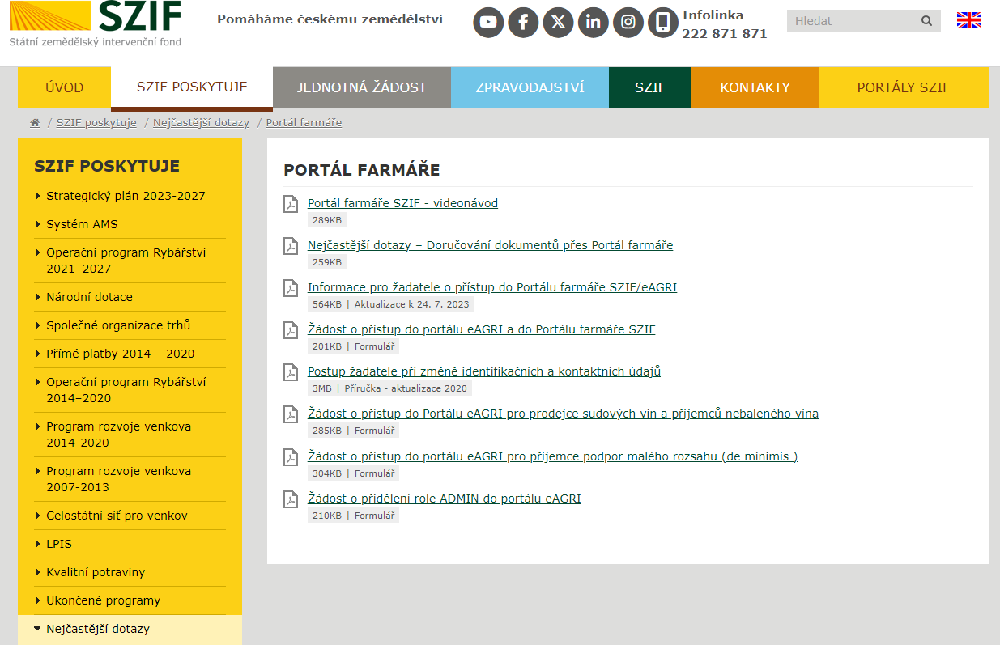 SZIF
Státní zemědělský intervenční fond
Pomáháme českému zemědělství
Infolinka
222 871 871
Hledat
ÚVOD
SZIF POSKYTUJE
JEDNOTNÁ ŽÁDOST
ZPRAVODAJSTVÍ
SZIF
KONTAKTY
PORTÁLY SZIF
/ SZIF poskytuje / Nejčastější dotazy / Portál farmáře
SZIF POSKYTUJE
Strategický plán 2023-2027
Systém AMS
Operační program Rybářství
2021–2027
Národní dotace
Společné organizace trhů
Přímé platby 2014 – 2020
Operační program Rybářství
2014–2020
Program rozvoje venkova
2014-2020
Program rozvoje venkova
2007-2013
Celostátní síť pro venkov
LPIS
Kvalitní potraviny
Ukončené programy
Nejčastější dotazy
PORTÁL FARMÁŘE
Portál farmáře SZIF - videonávod
289KB
Nejčastější dotazy – Doručování dokumentů přes Portál farmáře
259KB
Informace pro žadatele o přístup do Portálu farmáře SZIF/eAGRI
564KB | Aktualizace k 24. 7. 2023
Žádost o přístup do portálu eAGRI a do Portálu farmáře SZIF
201KB | Formulář
Postup žadatele při změně identifikačních a kontaktních údajů
3MB | Příručka - aktualizace 2020
Žádost o přístup do Portálu eAGRI pro prodejce sudových vín a příjemců nebaleného vína
285KB | Formulář
Žádost o přístup do portálu eAGRI pro příjemce podpor malého rozsahu (de minimis )
304KB | Formulář
Žádost o přidělení role ADMIN do portálu eAGRI
210KB | Formulář